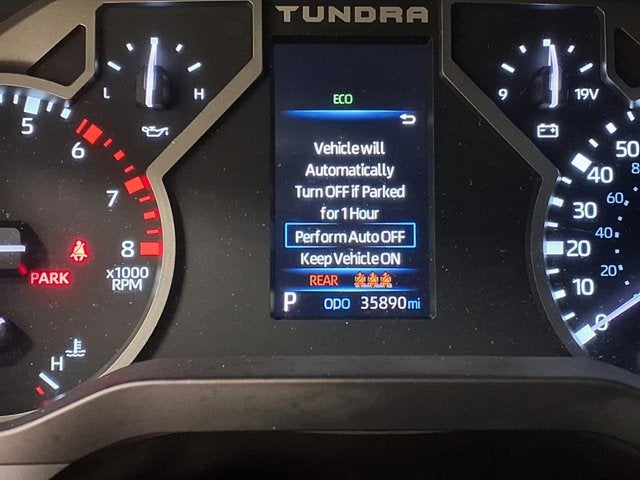 TUNDRA
ECO
Vehicle will
Automatically
Turn OFF if Parked
for 1 Hour
Perform Auto OFF
Keep Vehicle ON
REAR
P ODO 35890 mi
L H
5
6
7
8
x1000
RPM
PARK
H
9 19V
50
40
30
20
10
0
8
60
40
20